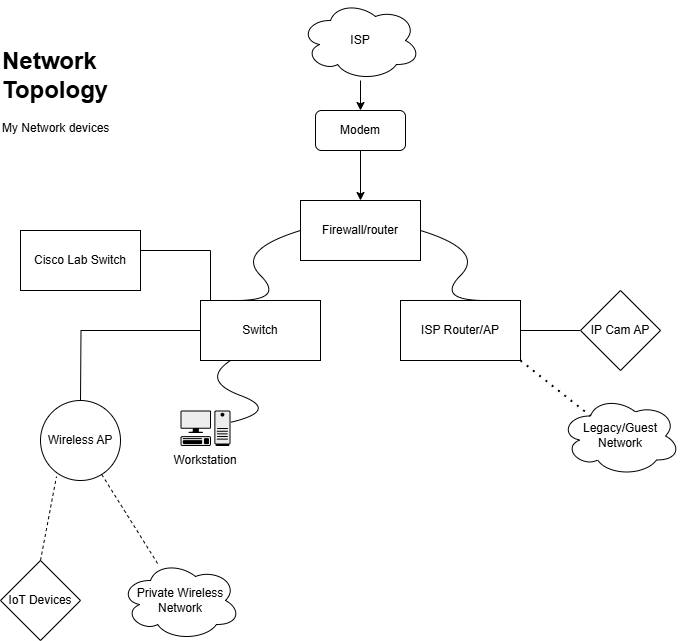 ISP
Network
Topology
My Network devices
Modem
Firewall/router
Cisco Lab Switch
Switch
ISP Router/AP
IP Cam AP
Wireless AP
Workstation
Legacy/Guest
Network
IoT Devices
Private Wireless
Network